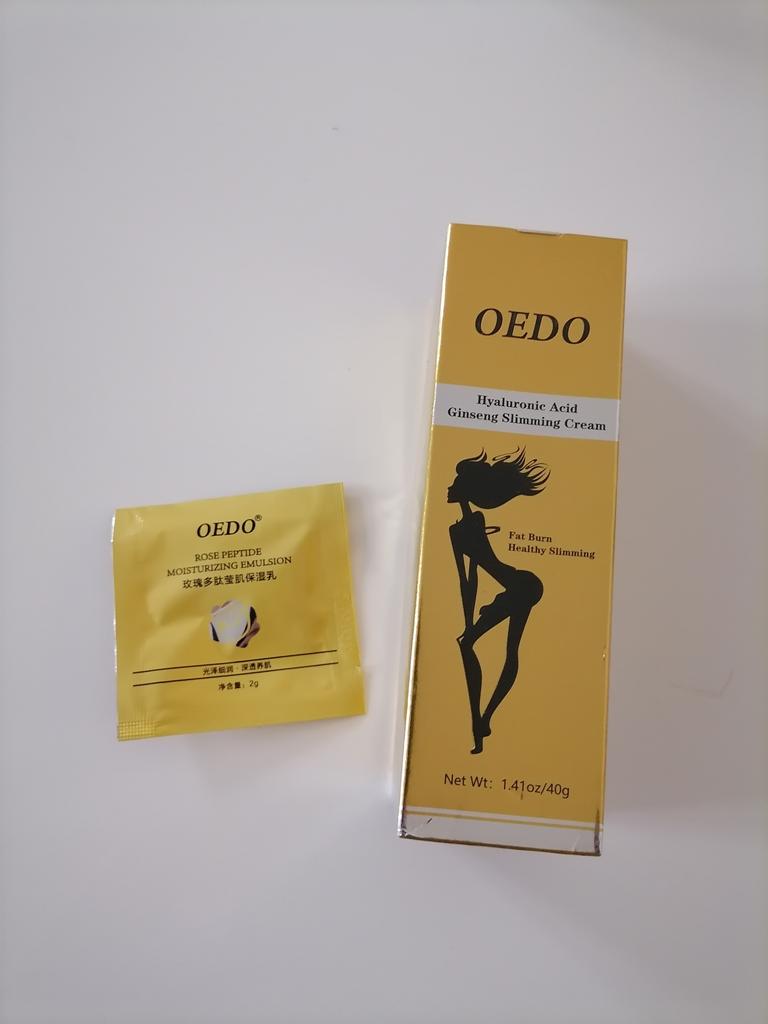 OEDO®
ROSE PEPTIDE
MOISTURIZING EMULSION
玫瑰多肽莹肌保湿乳
光泽细润·深透养肌
净含量：2g
OEDO
Hyaluronic Acid
Ginseng Slimming Cream
Fat Burn
Healthy Slimming
Net Wt: 1.41oz/40g